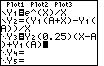 Plot1 Plot2 Plot3
\Y₁=e^(X)/X
\Y₂=(Y₁(A+X)-Y₁(
A))/X
\Y₃=Y₂(0.25)(X-A
)+Y₁(A)
\Y₄=
\Y₅=